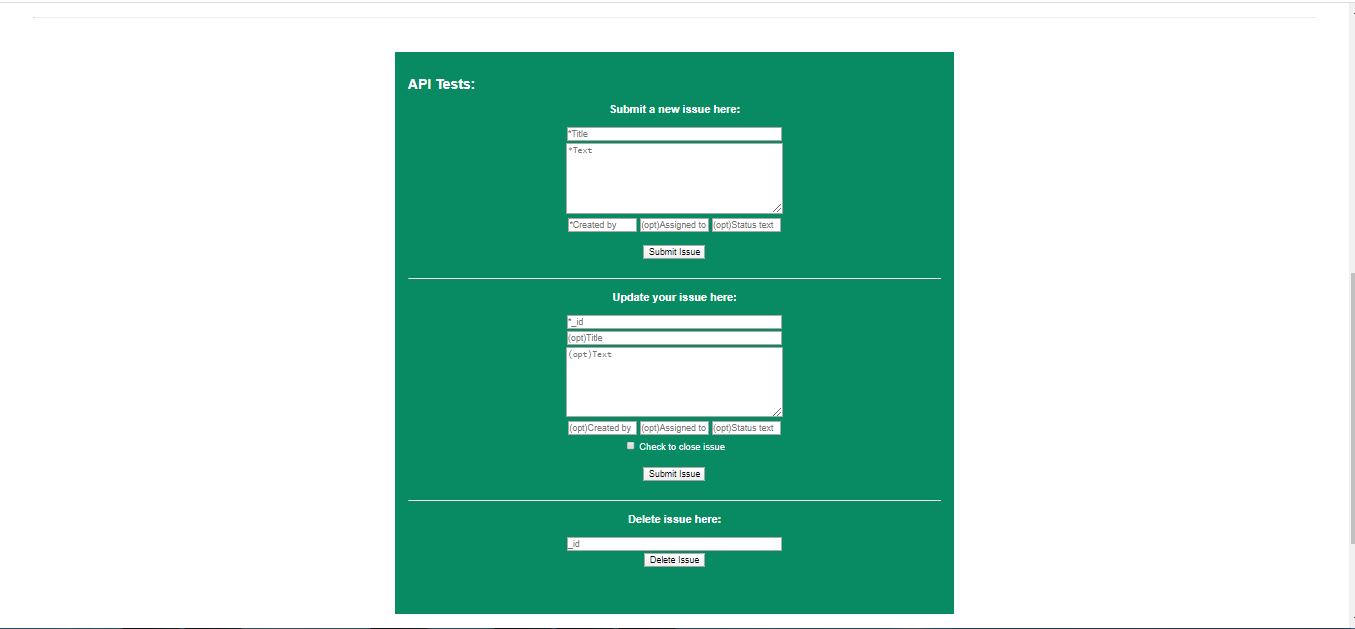 API Tests:
Submit a new issue here:
*Title
*Text
*Created by (opt)Assigned to (opt)Status text
Submit Issue
Update your issue here:
*_id
(opt)Title
(opt)Text
(opt)Created by (opt)Assigned to (opt)Status text
Check to close issue
Submit Issue
Delete issue here:
_id
Delete Issue